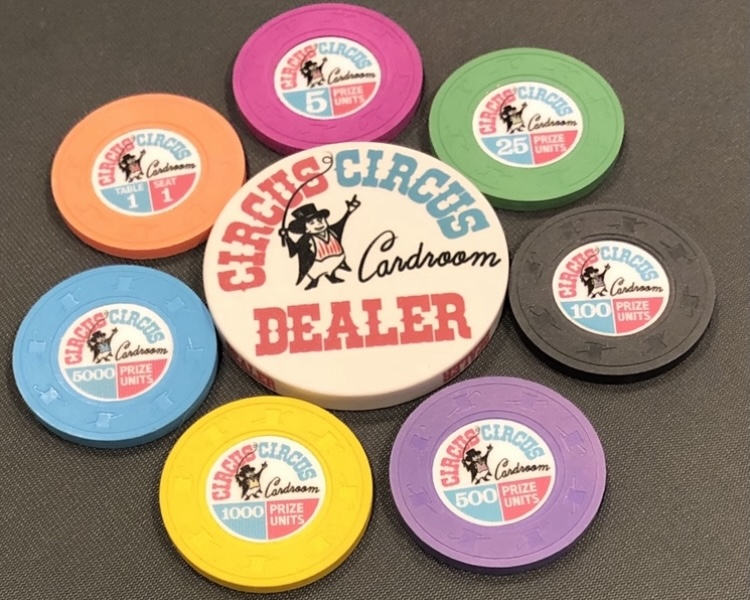 CIRCUS CIRCUS
Cardroom
5 PRIZE UNITS
CIRCUS CIRCUS
Cardroom
25 PRIZE UNITS
CIRCUS CIRCUS
Cardroom
TABLE 1 SEAT 1
CIRCUS CIRCUS
Cardroom
DEALER
CIRCUS CIRCUS
Cardroom
100 PRIZE UNITS
CIRCUS CIRCUS
Cardroom
5000 PRIZE UNITS
CIRCUS CIRCUS
Cardroom
1000 PRIZE UNITS
CIRCUS CIRCUS
Cardroom
500 PRIZE UNITS